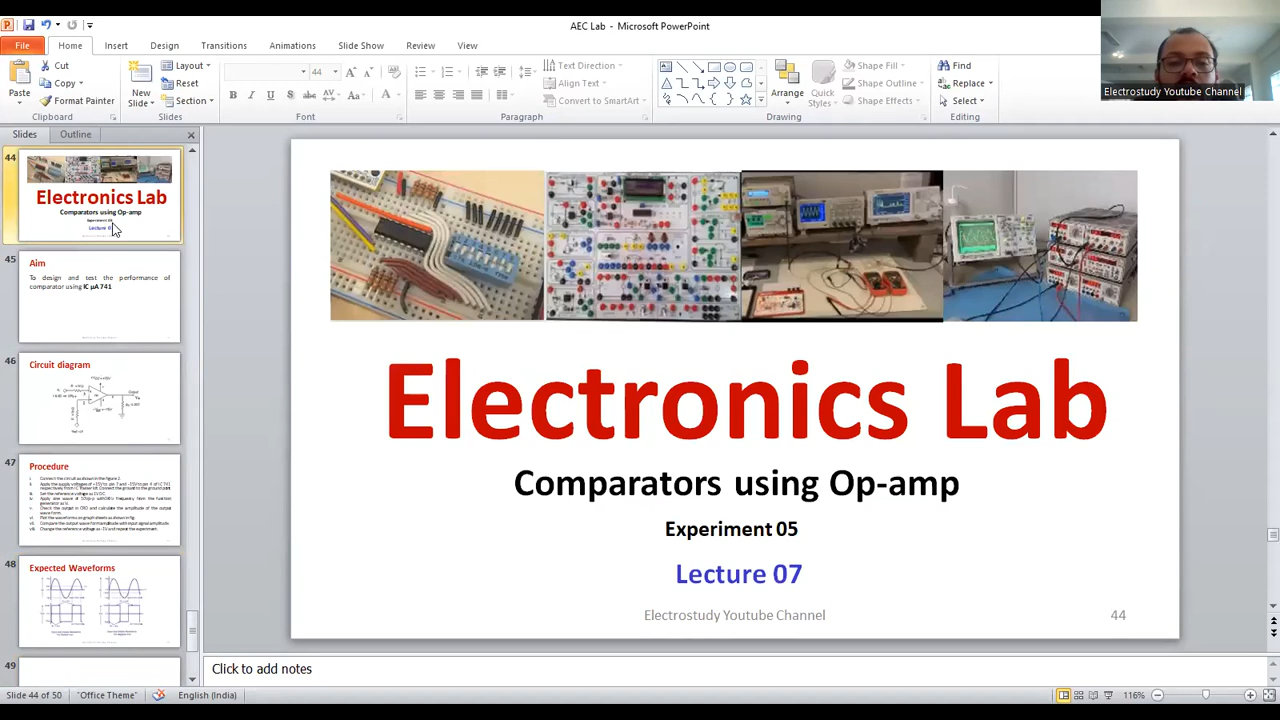 AEC Lab - Microsoft PowerPoint
File Home Insert Design Transitions Animations Slide Show Review View
Paste
Cut
Copy
Format Painter
Clipboard
New
Slide
Layout
Reset
Section
Slides
44
B I U S abc AV Aa A
Font
Text Direction
Align Text
Convert to SmartArt
Paragraph
Arrange
Quick
Styles
Shape Fill
Shape Outline
Shape Effects
Drawing
Find
Replace
Select
Editing
Electrostudy Youtube Channel
Slides Outline
44
Electronics Lab
Comparators using Op-amp
45
Aim
To design and test the performance of
comparator using IC µA 741
46
Circuit diagram
47
Procedure
48
Expected Waveforms
49
Electronics Lab
Comparators using Op-amp
Experiment 05
Lecture 07
Electrostudy Youtube Channel
44
Click to add notes
Slide 44 of 50 "Office Theme" English (India) 116%